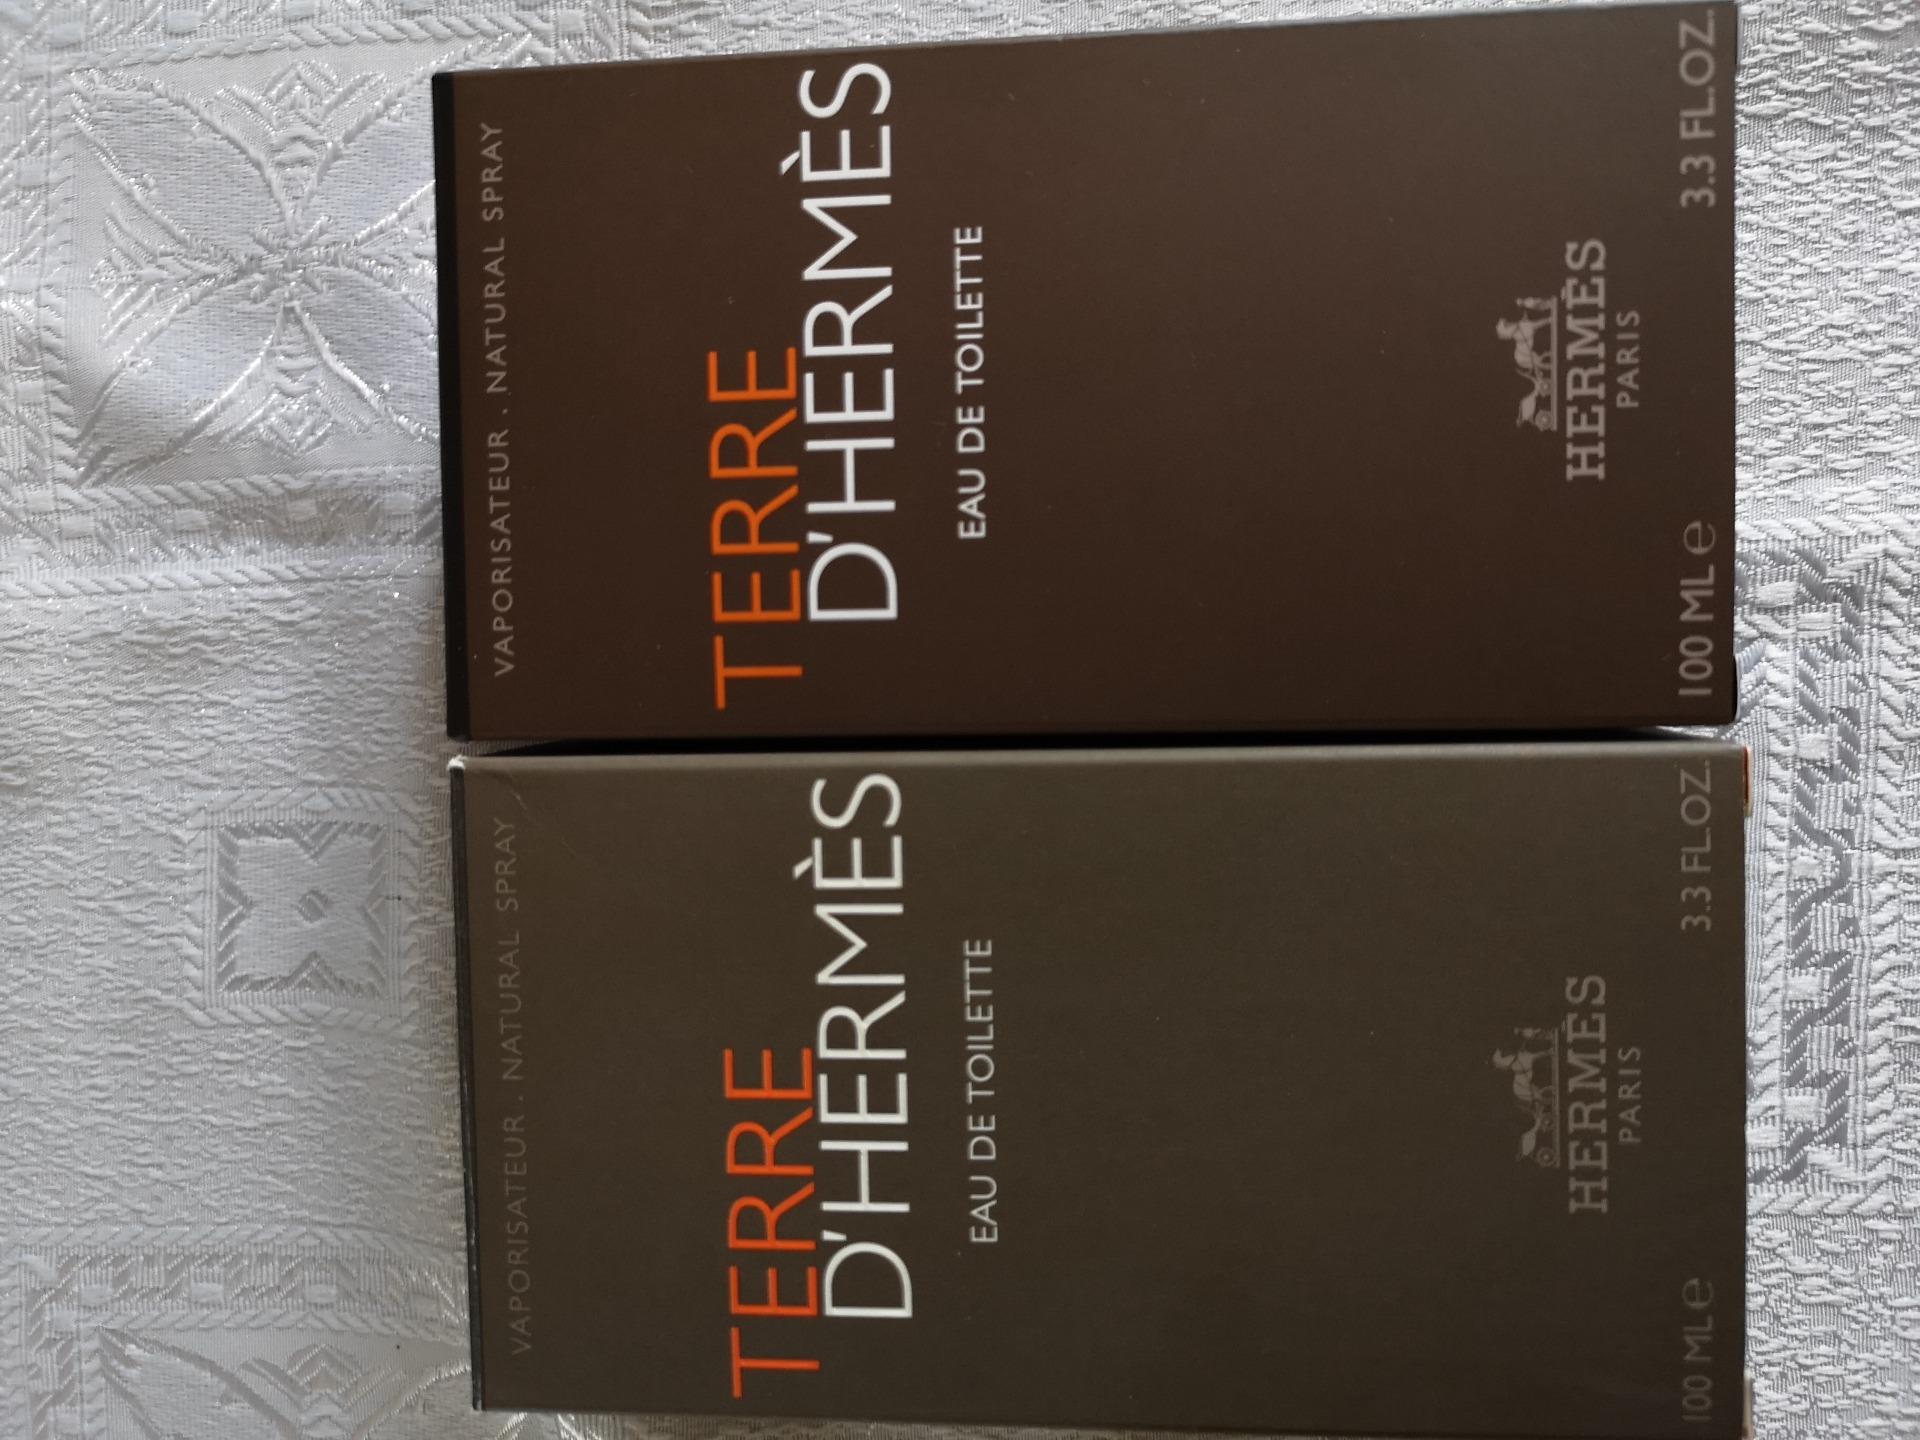 VAPORISATEUR . NATURAL SPRAY
TERRE
D'HERMÈS
EAU DE TOILETTE
HERMÈS
PARIS
100 ML e 3.3 FL.OZ.
VAPORISATEUR . NATURAL SPRAY
TERRE
D'HERMÈS
EAU DE TOILETTE
HERMÈS
PARIS
100 ML e 3.3 FL.OZ.